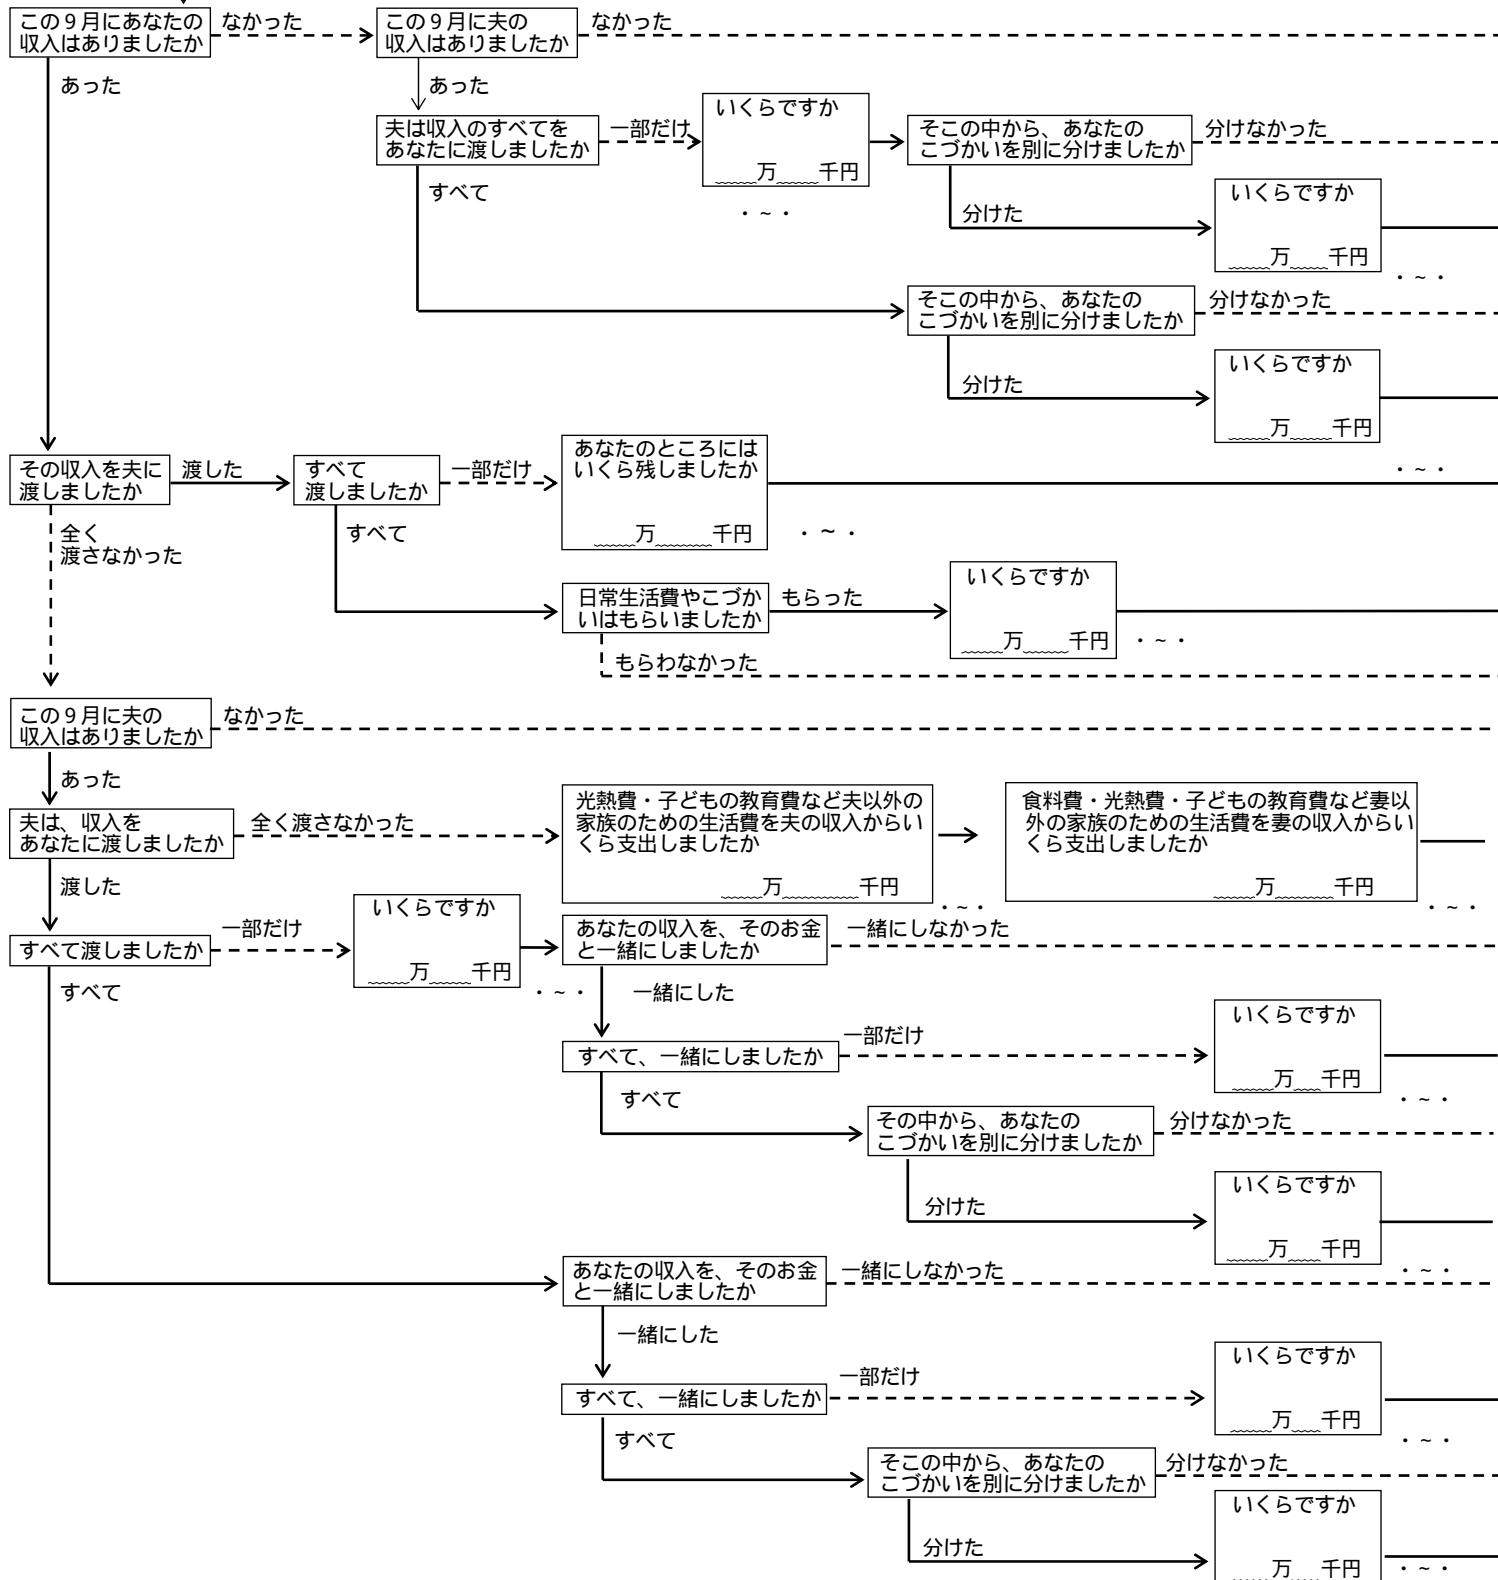 この９月にあなたの
収入はありましたか
なかった
この９月に夫の
収入はありましたか
なかった
あった
あった
夫は収入のすべてを
あなたに渡しましたか
一部だけ
いくらですか
万　千円
・～・
そこの中から、あなたの
こづかいを別に分けましたか
分けなかった
すべて
分けた
いくらですか
万　千円
・～・
そこの中から、あなたの
こづかいを別に分けましたか
分けなかった
分けた
いくらですか
万　千円
・～・
その収入を夫に
渡しましたか
渡した
すべて
渡しましたか
一部だけ
あなたのところには
いくら残しましたか
万　千円
・～・
全く
渡さなかった
すべて
日常生活費やこづか
いはもらいましたか
もらった
いくらですか
万　千円
・～・
もらわなかった
この９月に夫の
収入はありましたか
なかった
あった
夫は、収入を
あなたに渡しましたか
全く渡さなかった
光熱費・子どもの教育費など夫以外の
家族のための生活費を夫の収入からい
くら支出しましたか
万　千円
・～・
食料費・光熱費・子どもの教育費など妻以
外の家族のための生活費を妻の収入からい
くら支出しましたか
万　千円
・～・
渡した
すべて渡しましたか
一部だけ
いくらですか
万　千円
・～・
あなたの収入を、そのお金
と一緒にしましたか
一緒にしなかった
すべて
一緒にした
すべて、一緒にしましたか
一部だけ
いくらですか
万　千円
・～・
すべて
その中から、あなたの
こづかいを別に分けましたか
分けなかった
分けた
いくらですか
万　千円
・～・
あなたの収入を、そのお金
と一緒にしましたか
一緒にしなかった
一緒にした
すべて、一緒にしましたか
一部だけ
いくらですか
万　千円
・～・
すべて
そこの中から、あなたの
こづかいを別に分けましたか
分けなかった
分けた
いくらですか
万　千円
・～・